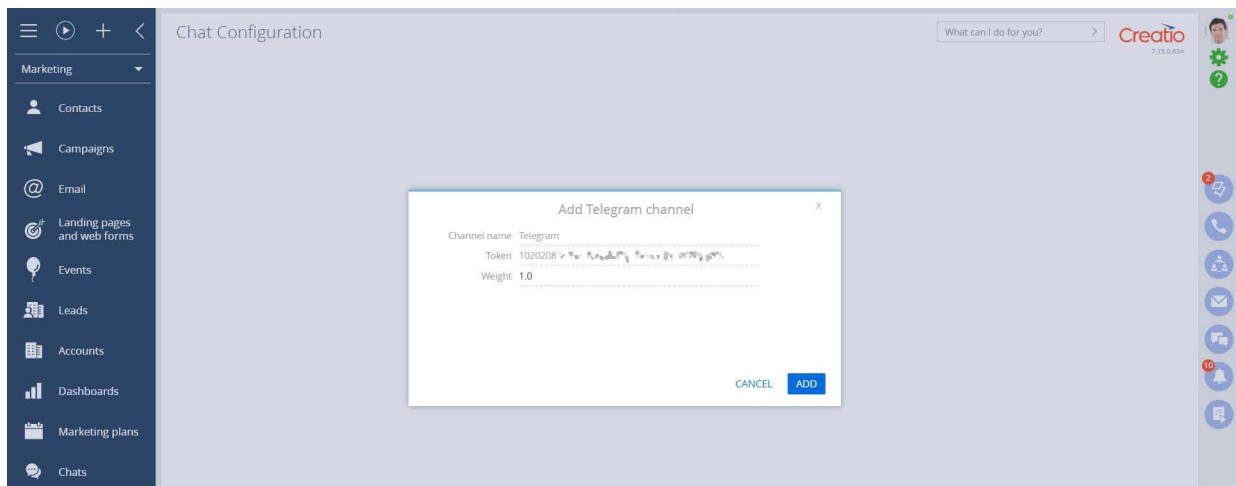 Chat Configuration
What can I do for you?
Creatio
7.15.0.834
Marketing
Contacts
Campaigns
Email
Landing pages
and web forms
Events
Leads
Accounts
Dashboards
Marketing plans
Chats
Add Telegram channel
X
Channel name Telegram
Token 1020208
Weight 1.0
CANCEL ADD
2
10